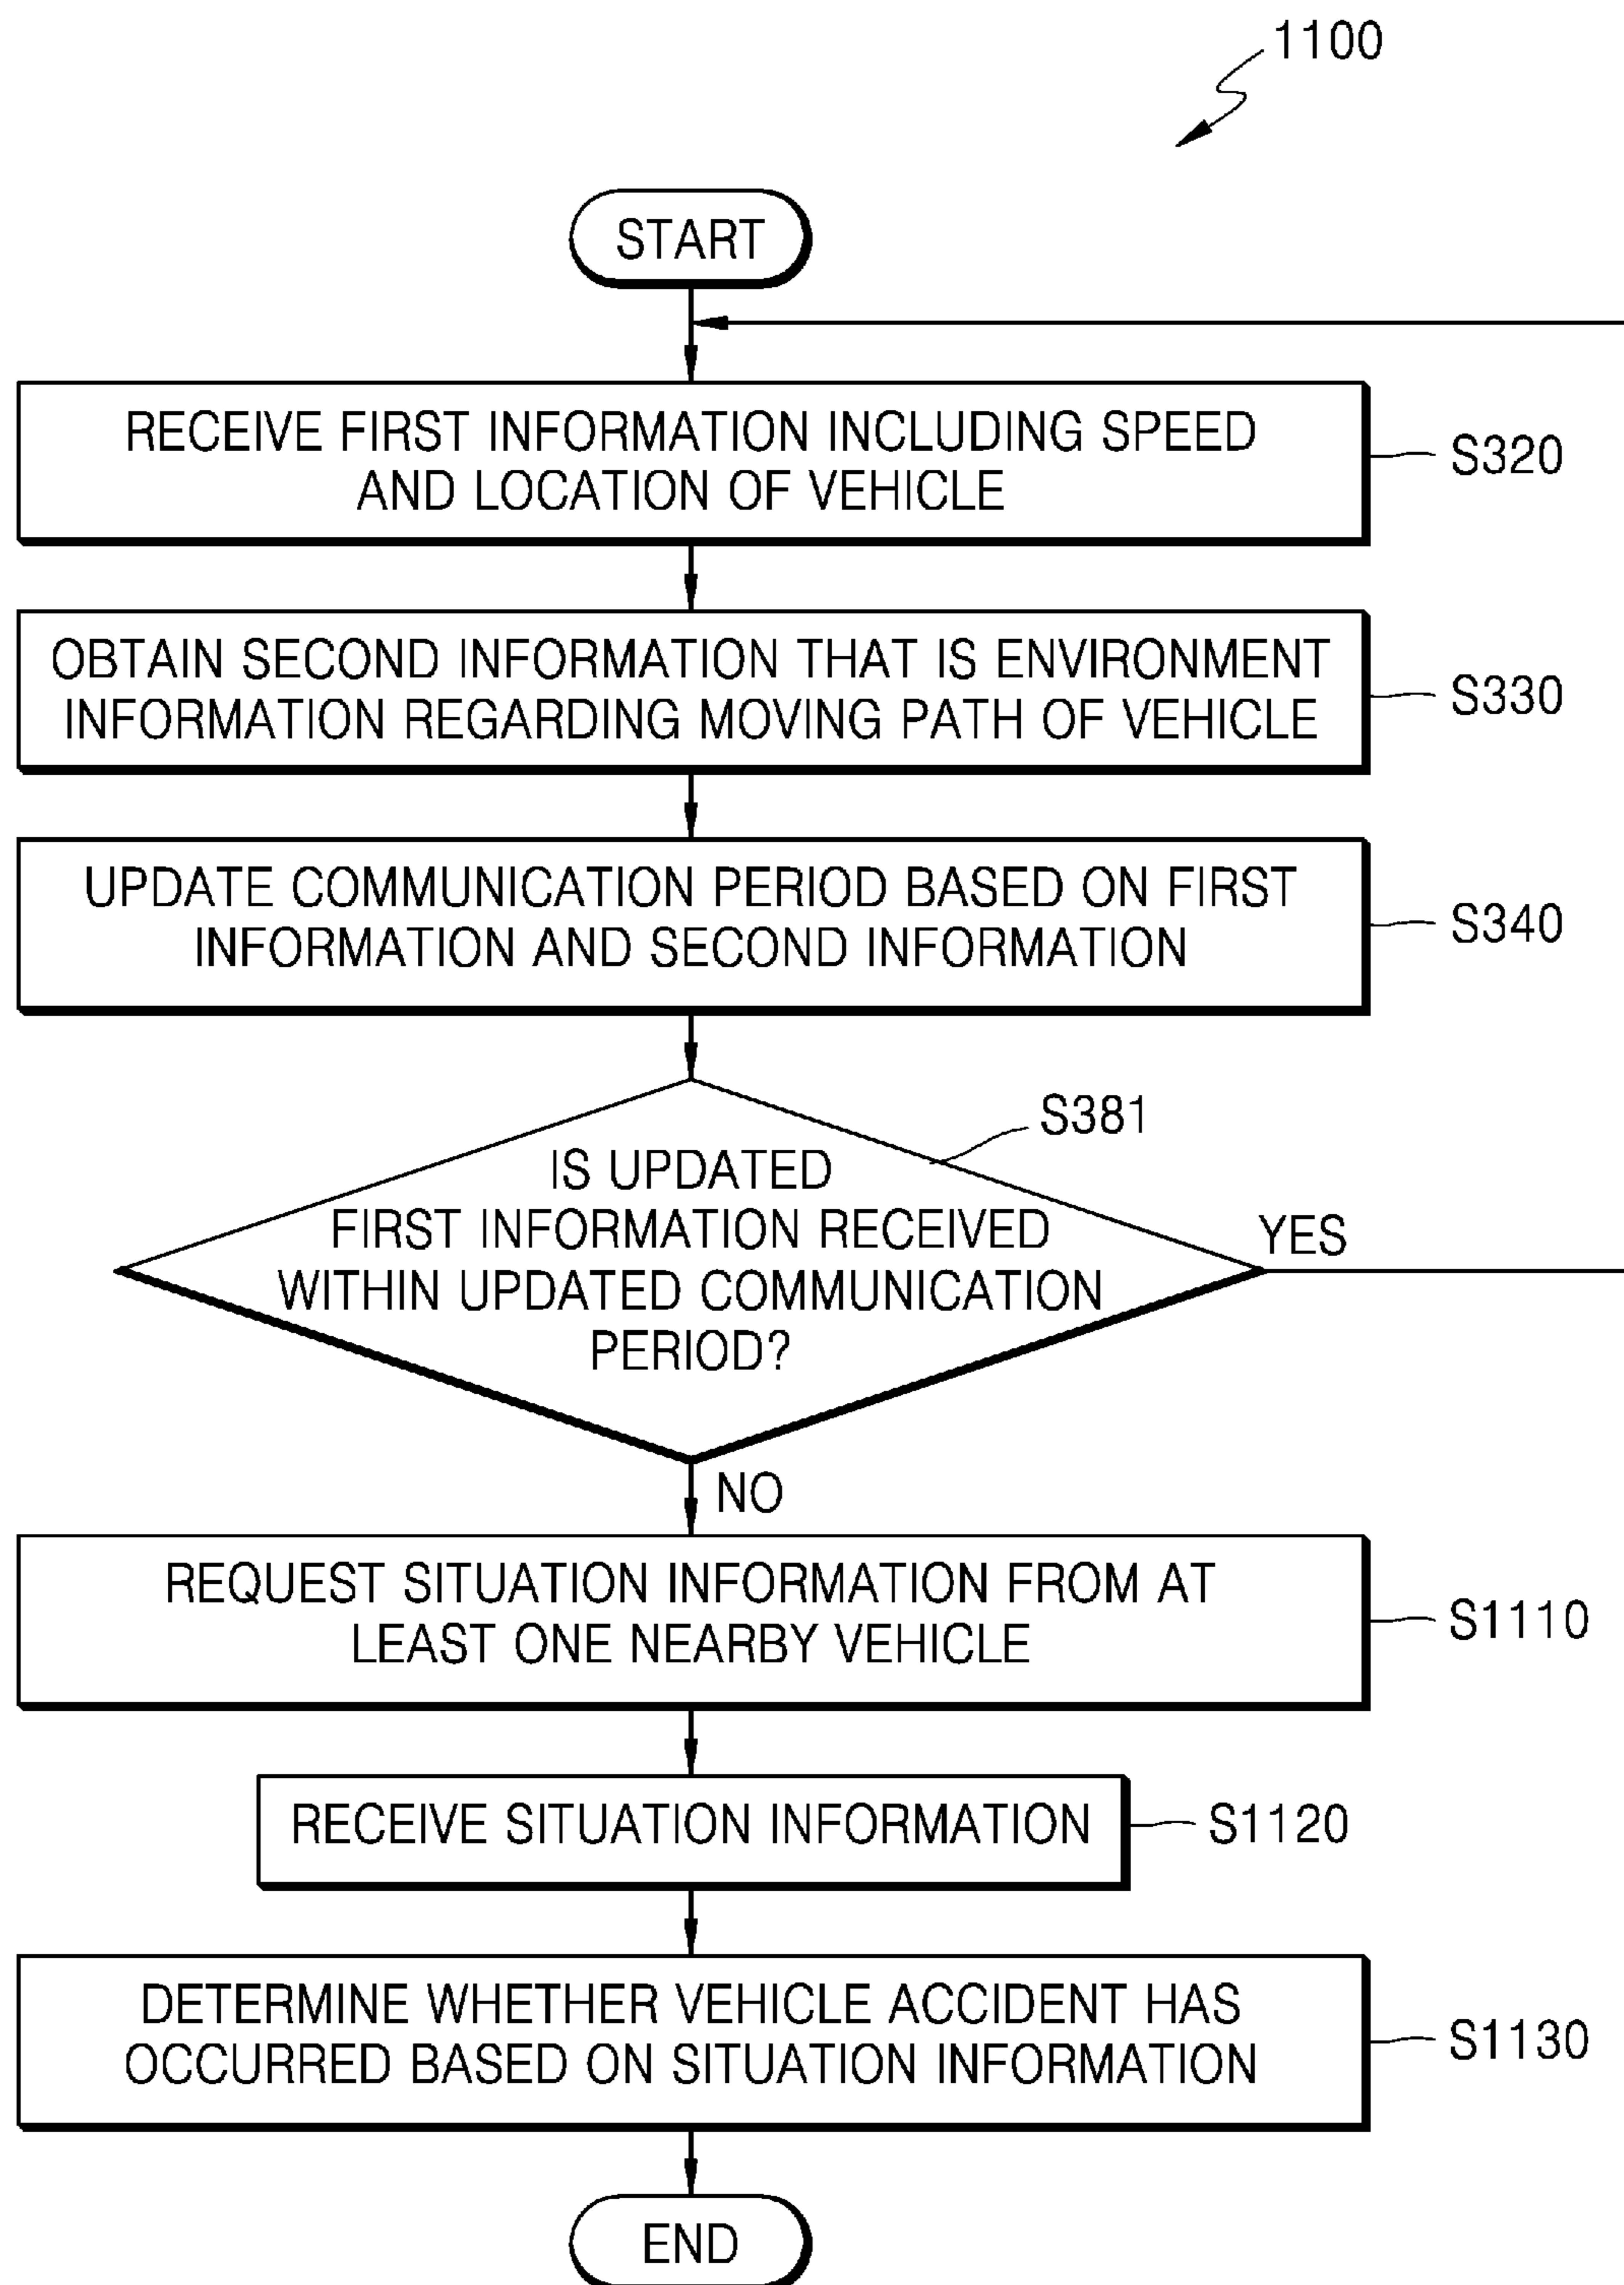 1100
START
RECEIVE FIRST INFORMATION INCLUDING SPEED
AND LOCATION OF VEHICLE
S320
OBTAIN SECOND INFORMATION THAT IS ENVIRONMENT
INFORMATION REGARDING MOVING PATH OF VEHICLE
S330
UPDATE COMMUNICATION PERIOD BASED ON FIRST
INFORMATION AND SECOND INFORMATION
S340
S381
IS UPDATED
FIRST INFORMATION RECEIVED
WITHIN UPDATED COMMUNICATION
PERIOD?
YES
NO
REQUEST SITUATION INFORMATION FROM AT
LEAST ONE NEARBY VEHICLE
S1110
RECEIVE SITUATION INFORMATION
S1120
DETERMINE WHETHER VEHICLE ACCIDENT HAS
OCCURRED BASED ON SITUATION INFORMATION
S1130
END